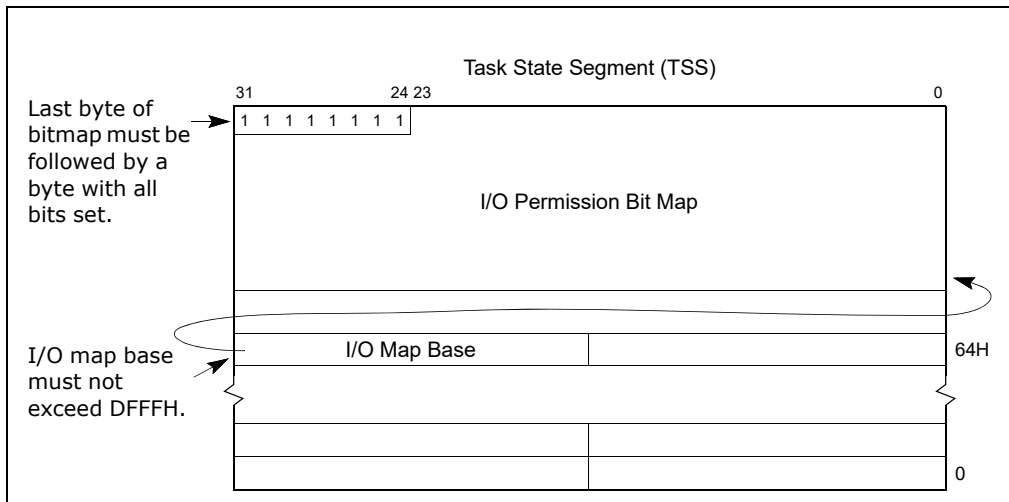 Task State Segment (TSS)
31 24 23 0
Last byte of
bitmap must be
followed by a
byte with all
bits set.
1 1 1 1 1 1 1 1
I/O Permission Bit Map
I/O map base
must not
exceed DFFFH.
I/O Map Base
64H
0